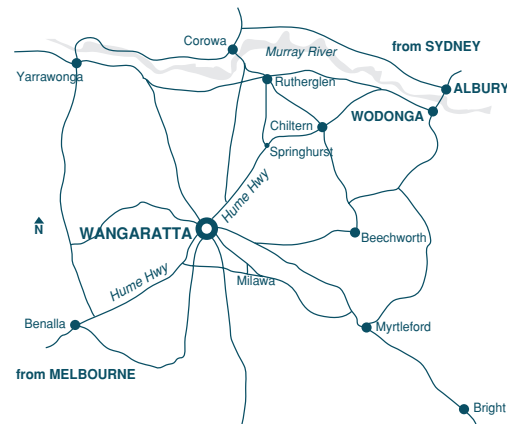 Corowa
Murray River
from SYDNEY
Yarrawonga
Rutherglen
ALBURY
Chiltern
WODONGA
Springhurst
Hume Hwy
N
WANGARATTA
Beechworth
Hume Hwy
Milawa
Benalla
Myrtleford
from MELBOURNE
Bright